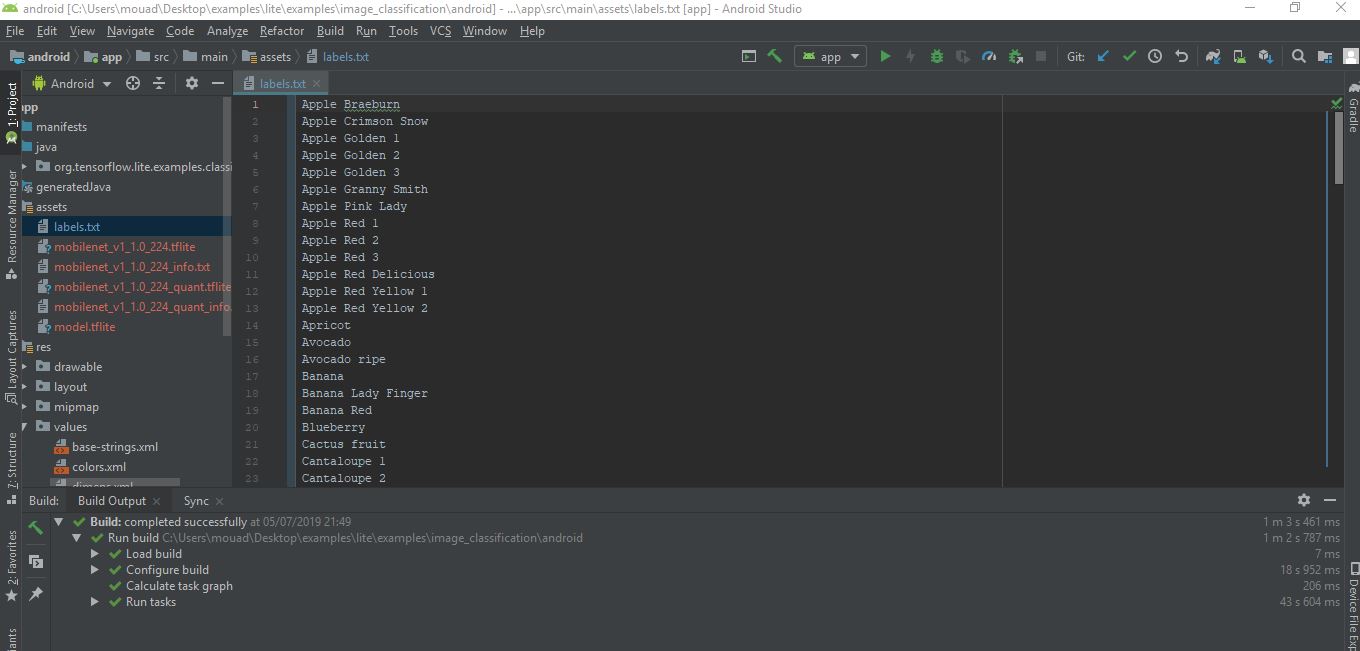 android [C:\Users\mouad\Desktop\examples\lite\examples\image_classification\android] - ...\app\src\main\assets\labels.txt [app] - Android Studio
File Edit View Navigate Code Analyze Refactor Build Run Tools VCS Window Help
android app src main assets labels.txt app Git:
1: Project
Resource Manager
Layout Captures
7: Structure
2: Favorites
Android
manifests
java
org.tensorflow.lite.examples.classi
generatedJava
assets
labels.txt
mobilenet_v1_1.0_224.tflite
mobilenet_v1_1.0_224_info.txt
mobilenet_v1_1.0_224_quant.tflite
mobilenet_v1_1.0_224_quant_info.
model.tflite
res
drawable
layout
mipmap
values
base-strings.xml
colors.xml
dimens.xml
labels.txt
1 Apple Braeburn
2 Apple Crimson Snow
3 Apple Golden 1
4 Apple Golden 2
5 Apple Golden 3
6 Apple Granny Smith
7 Apple Pink Lady
8 Apple Red 1
9 Apple Red 2
10 Apple Red 3
11 Apple Red Delicious
12 Apple Red Yellow 1
13 Apple Red Yellow 2
14 Apricot
15 Avocado
16 Avocado ripe
17 Banana
18 Banana Lady Finger
19 Banana Red
20 Blueberry
21 Cactus fruit
22 Cantaloupe 1
23 Cantaloupe 2
Gradle
Device File Exp
Build: Build Output Sync
Build: completed successfully at 05/07/2019 21:49 1 m 3 s 461 ms
Run build C:\Users\mouad\Desktop\examples\lite\examples\image_classification\android 1 m 2 s 787 ms
Load build 7 ms
Configure build 18 s 952 ms
Calculate task graph 206 ms
Run tasks 43 s 604 ms